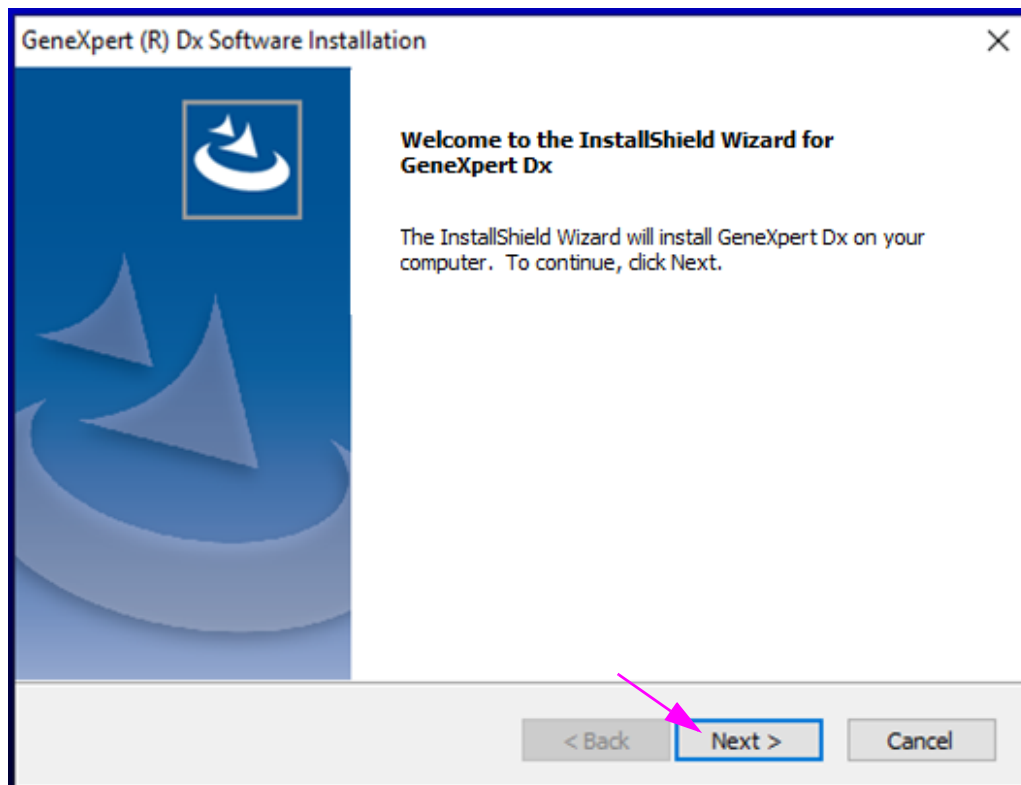 GeneXpert (R) Dx Software Installation
Welcome to the InstallShield Wizard for
GeneXpert Dx
The InstallShield Wizard will install GeneXpert Dx on your
computer. To continue, click Next.
< Back Next > Cancel